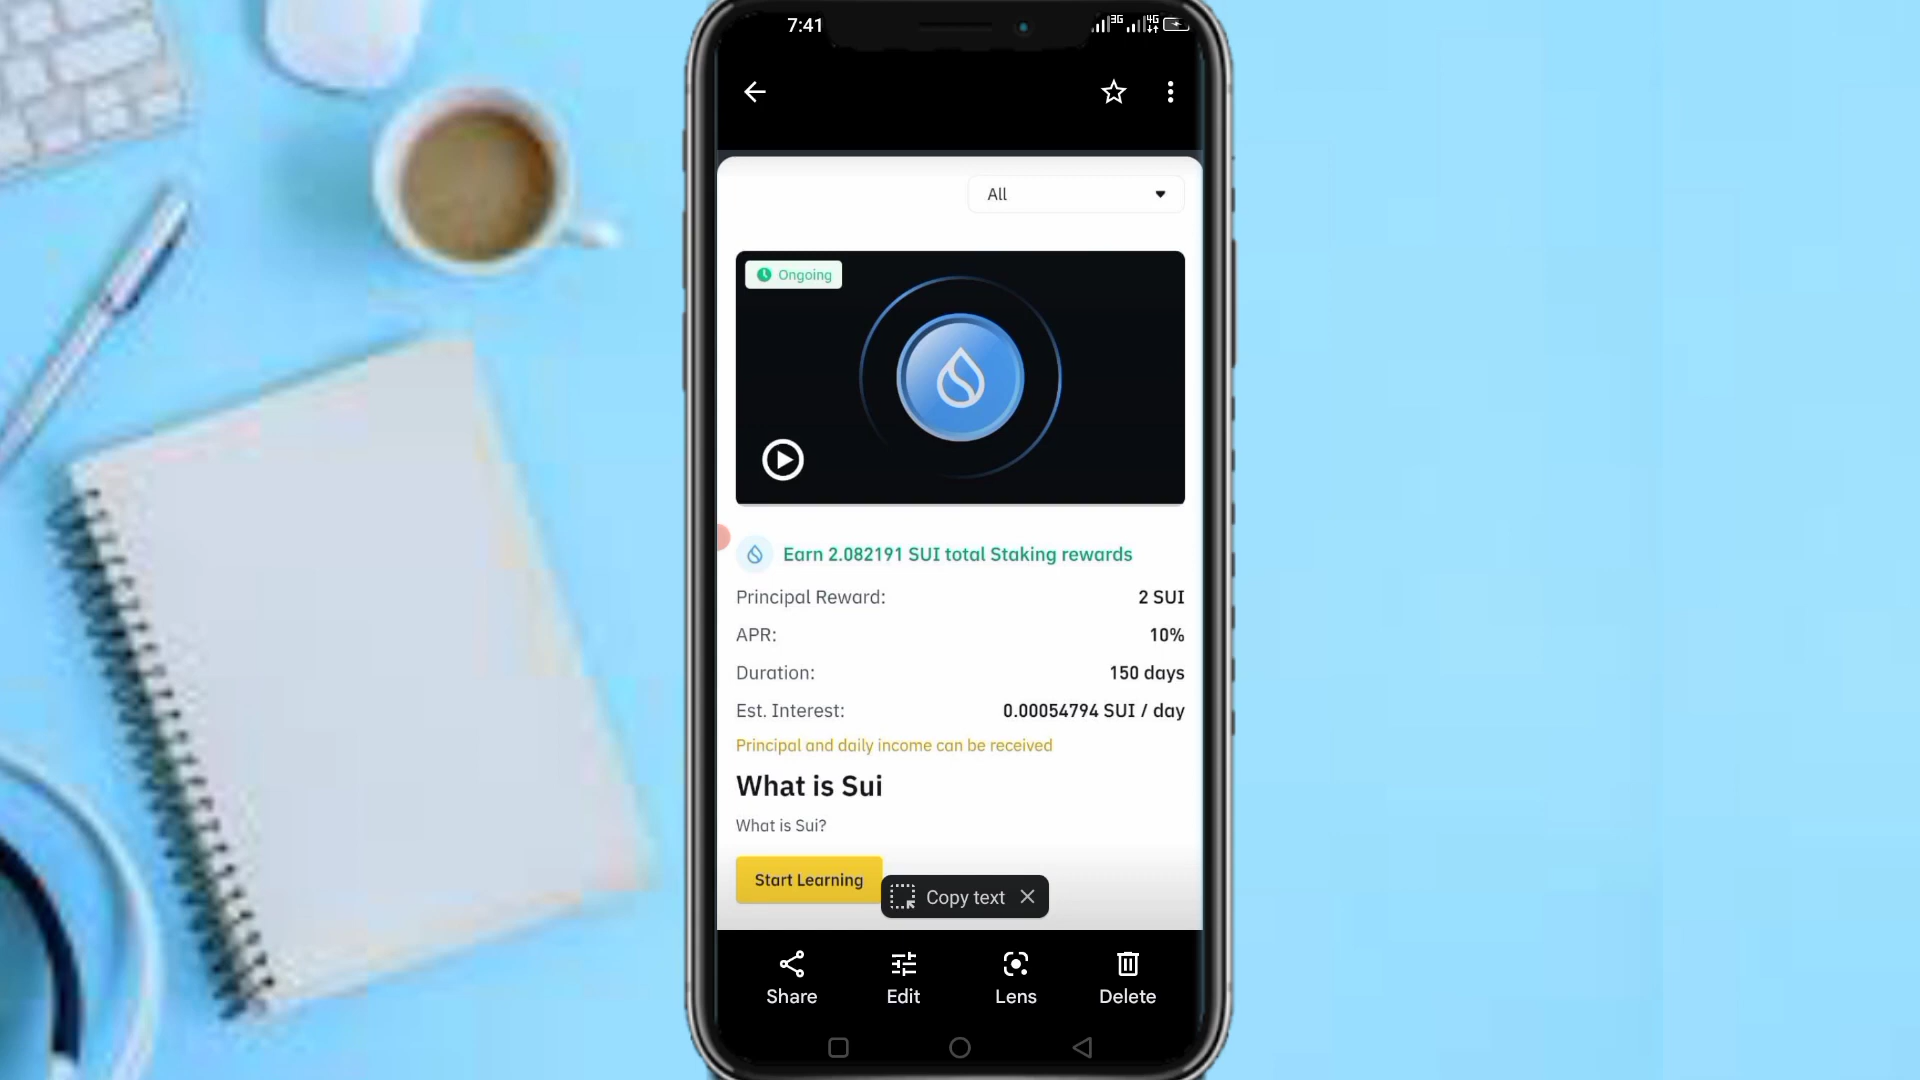 7:41
3G 4G
All
Ongoing
Earn 2.082191 SUI total Staking rewards
Principal Reward: 2 SUI
APR: 10%
Duration: 150 days
Est. Interest: 0.00054794 SUI / day
Principal and daily income can be received
What is Sui
What is Sui?
Start Learning
Copy text
Share Edit Lens Delete